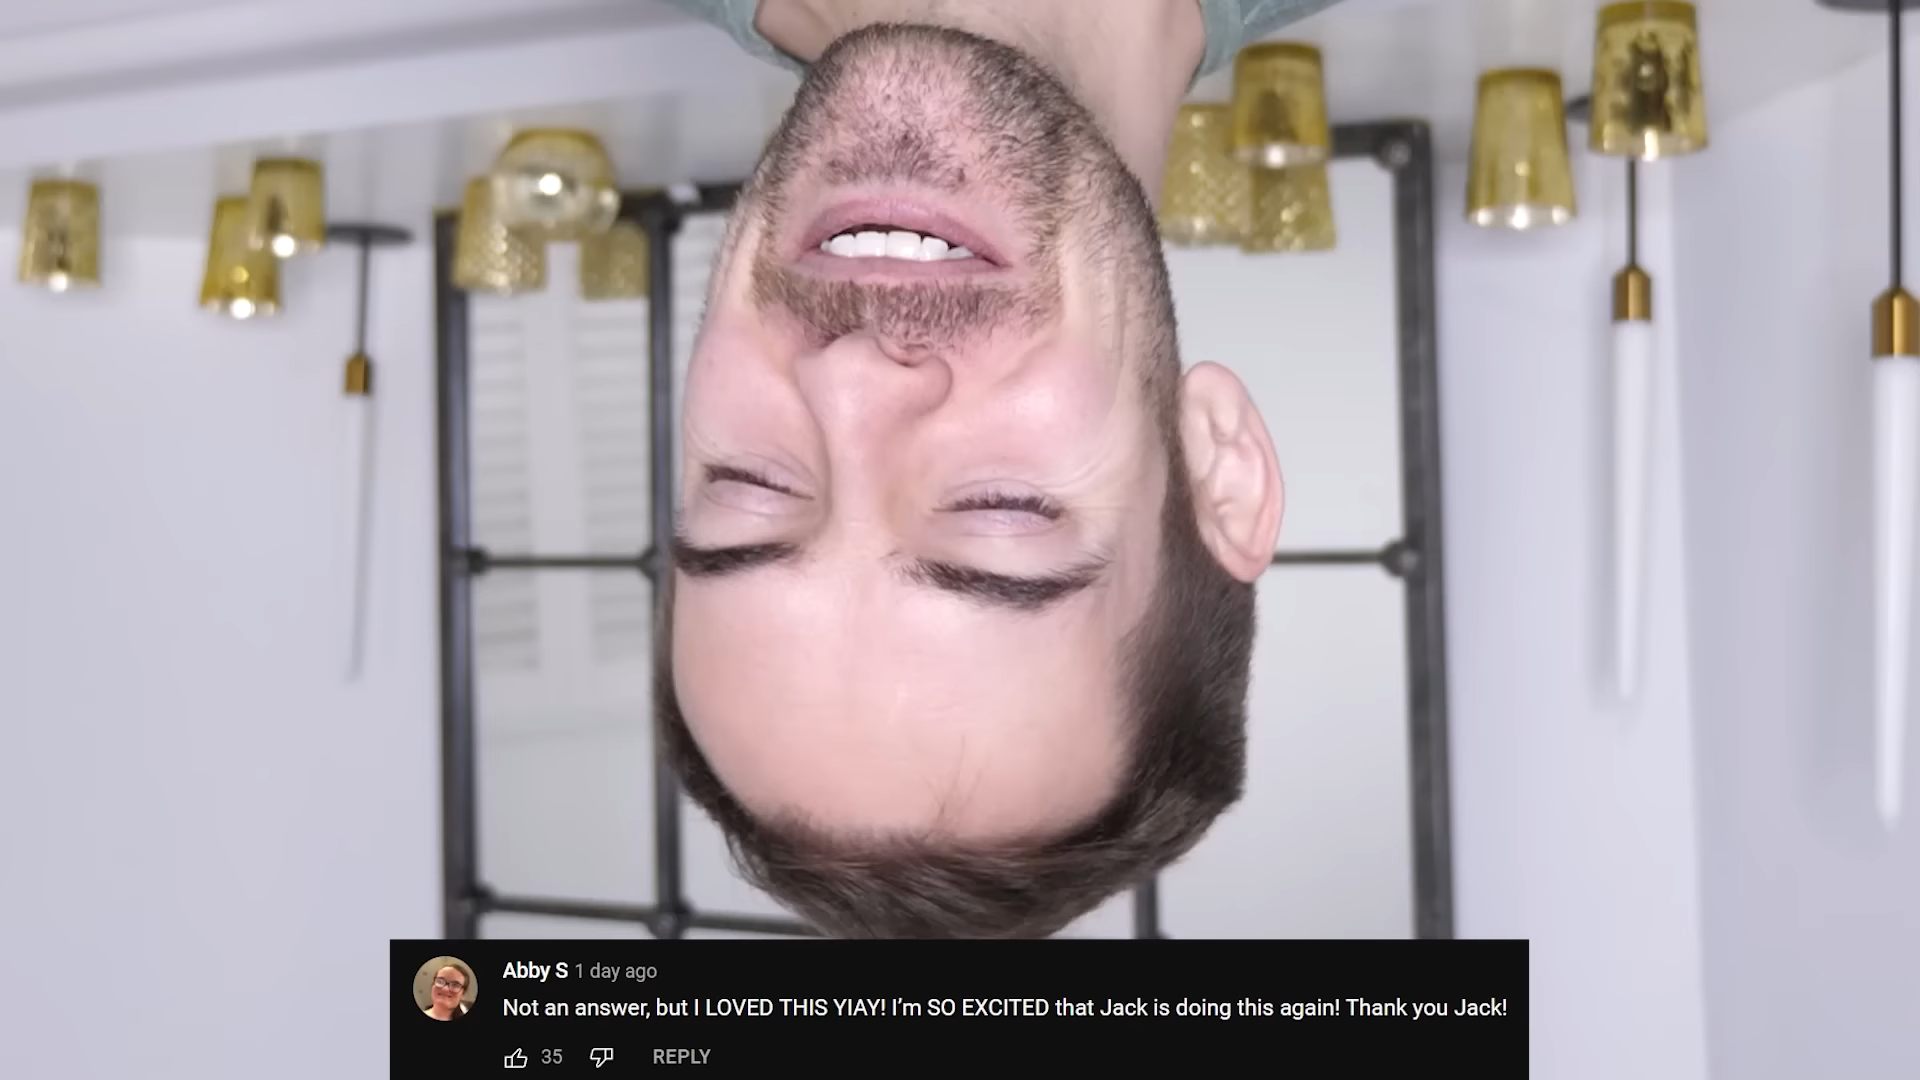 Abby S 1 day ago
Not an answer, but I LOVED THIS YIAY! I’m SO EXCITED that Jack is doing this again! Thank you Jack!
35 REPLY